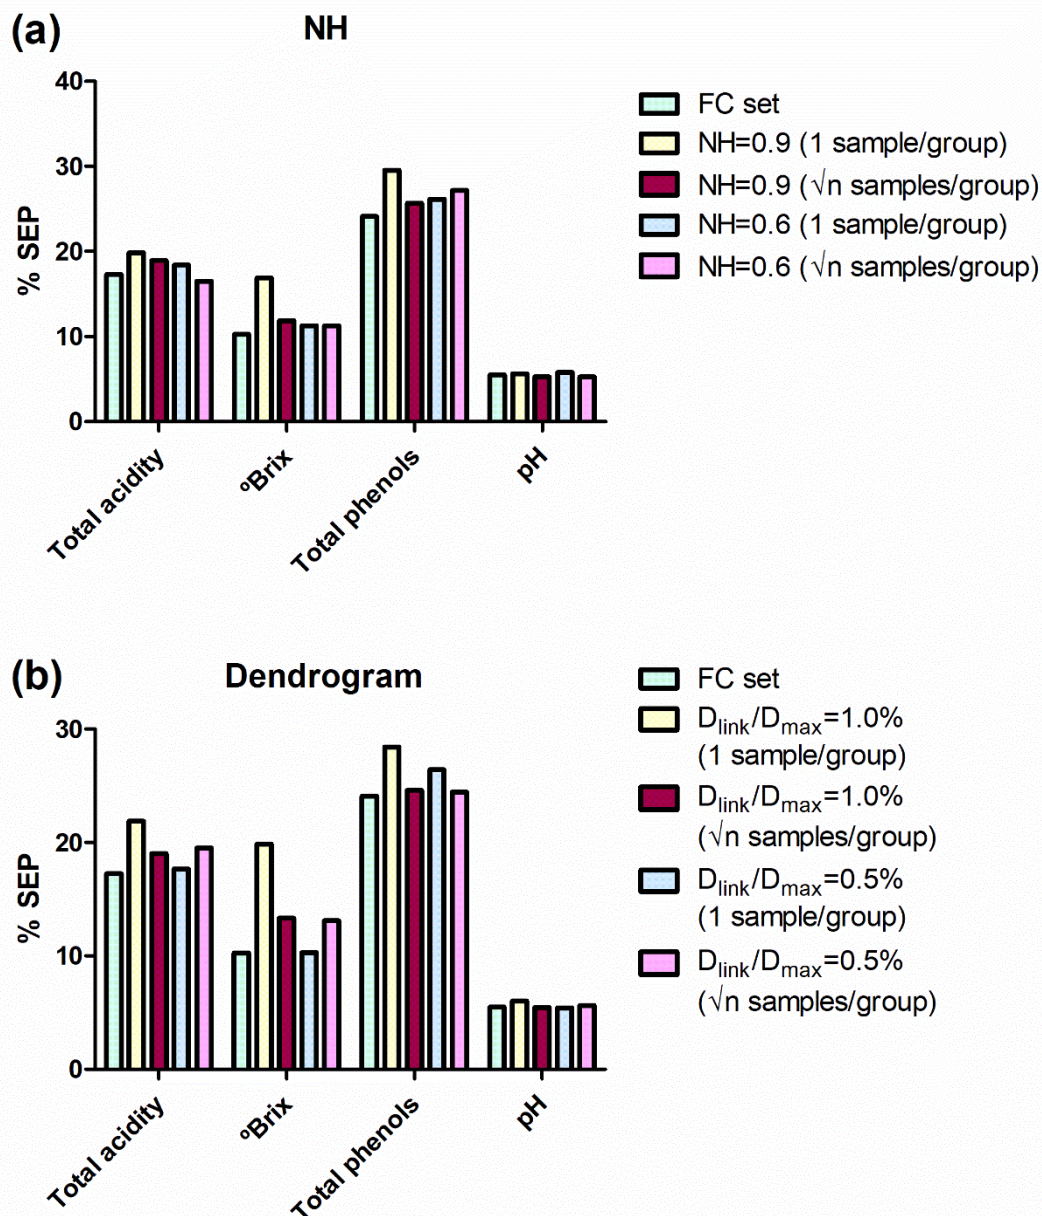 (a)
NH
40
30
20
10
0
% SEP
Total acidity
ºBrix
Total phenols
pH
FC set
NH=0.9 (1 sample/group)
NH=0.9 (√n samples/group)
NH=0.6 (1 sample/group)
NH=0.6 (√n samples/group)
(b)
Dendrogram
30
20
10
0
% SEP
Total acidity
ºBrix
Total phenols
pH
FC set
Dlink/Dmax=1.0%
(1 sample/group)
Dlink/Dmax=1.0%
(√n samples/group)
Dlink/Dmax=0.5%
(1 sample/group)
Dlink/Dmax=0.5%
(√n samples/group)